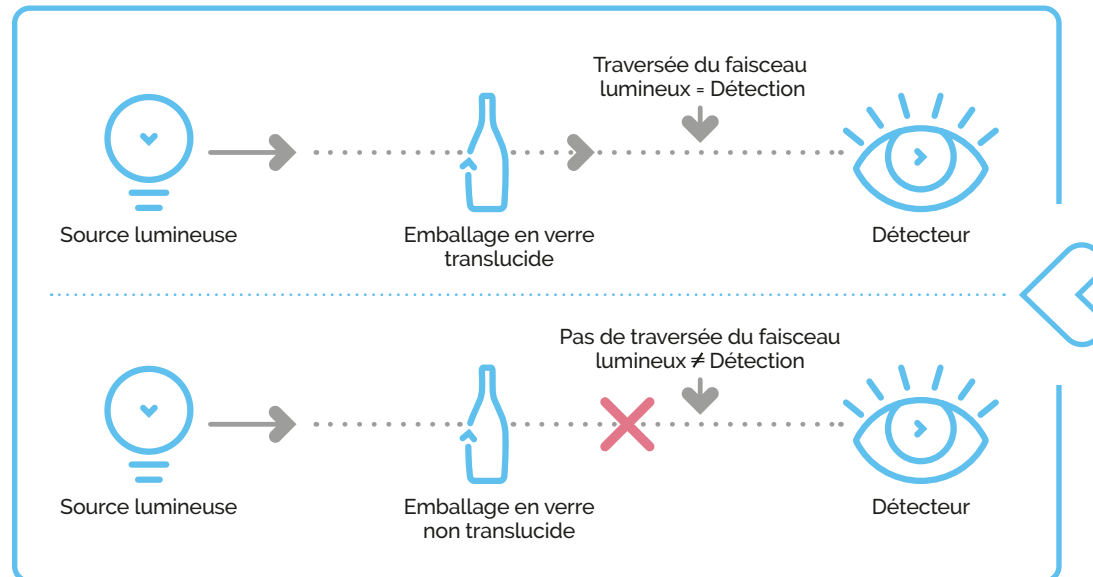 Traversée du faisceau
lumineux = Détection
Source lumineuse
Emballage en verre
translucide
Détecteur
Pas de traversée du faisceau
lumineux ≠ Détection
Source lumineuse
Emballage en verre
non translucide
Détecteur